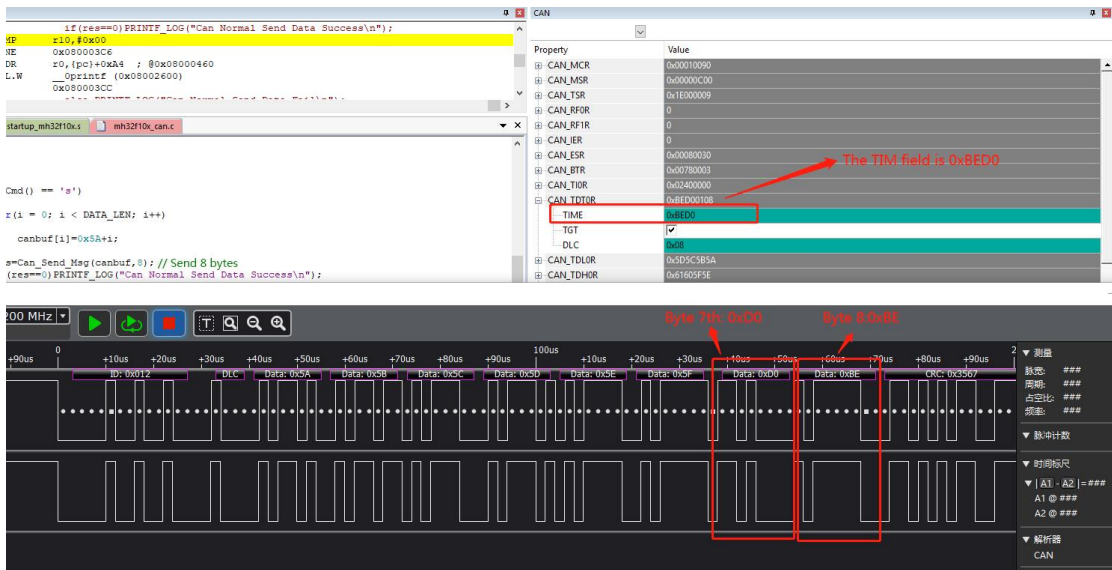 if(res==0)PRINTF_LOG("Can Normal Send Data Success\n");
MP r10,#0x00
NE 0x080003C6
DR r0,{pc}+0xA4 ; @0x08000460
L.W __0printf (0x08002600)
0x080003CC
startup_mh32f10x.s mh32f10x_can.c
Cmd() == 's')
r(i = 0; i < DATA_LEN; i++)
canbuf[i]=0x5A+i;
s=Can_Send_Msg(canbuf,8); // Send 8 bytes
(res==0)PRINTF_LOG("Can Normal Send Data Success\n");
CAN
Property Value
CAN_MCR 0x00010090
CAN_MSR 0x00000C00
CAN_TSR 0x1E000009
CAN_RF0R 0
CAN_RF1R 0
CAN_IER 0
CAN_ESR 0x00080030
CAN_BTR 0x00780003
CAN_TI0R 0x02400000
CAN_TDT0R 0xBED00108
TIME 0xBED0
TGT
DLC 0x08
CAN_TDL0R 0x5D5C5B5A
CAN_TDH0R 0x61605F5E
The TIM field is 0xBED0
200 MHz
Byte 7th: 0xD0 Byte 8:0xBE
+90us 0 +10us +20us +30us +40us +50us +60us +70us +80us +90us 100us +10us +20us +30us +40us +50us +60us +70us +80us +90us 2
ID: 0x012 DLC Data: 0x5A Data: 0x5B Data: 0x5C Data: 0x5D Data: 0x5E Data: 0x5F Data: 0xD0 Data: 0xBE CRC: 0x3567
▼ 测量
脉宽: ###
周期: ###
占空比: ###
频率: ###
▼ 脉冲计数
▼ 时间标尺
▼ | A1 - A2 |=###
A1 @ ###
A2 @ ###
▼ 解析器
CAN